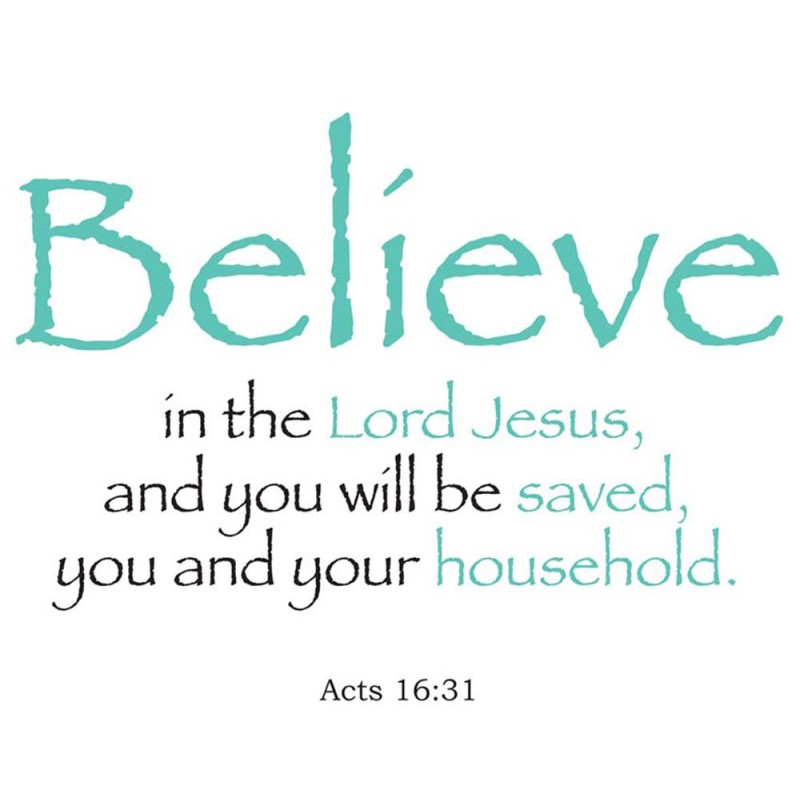 Believe
in the Lord Jesus,
and you will be saved,
you and your household.
Acts 16:31